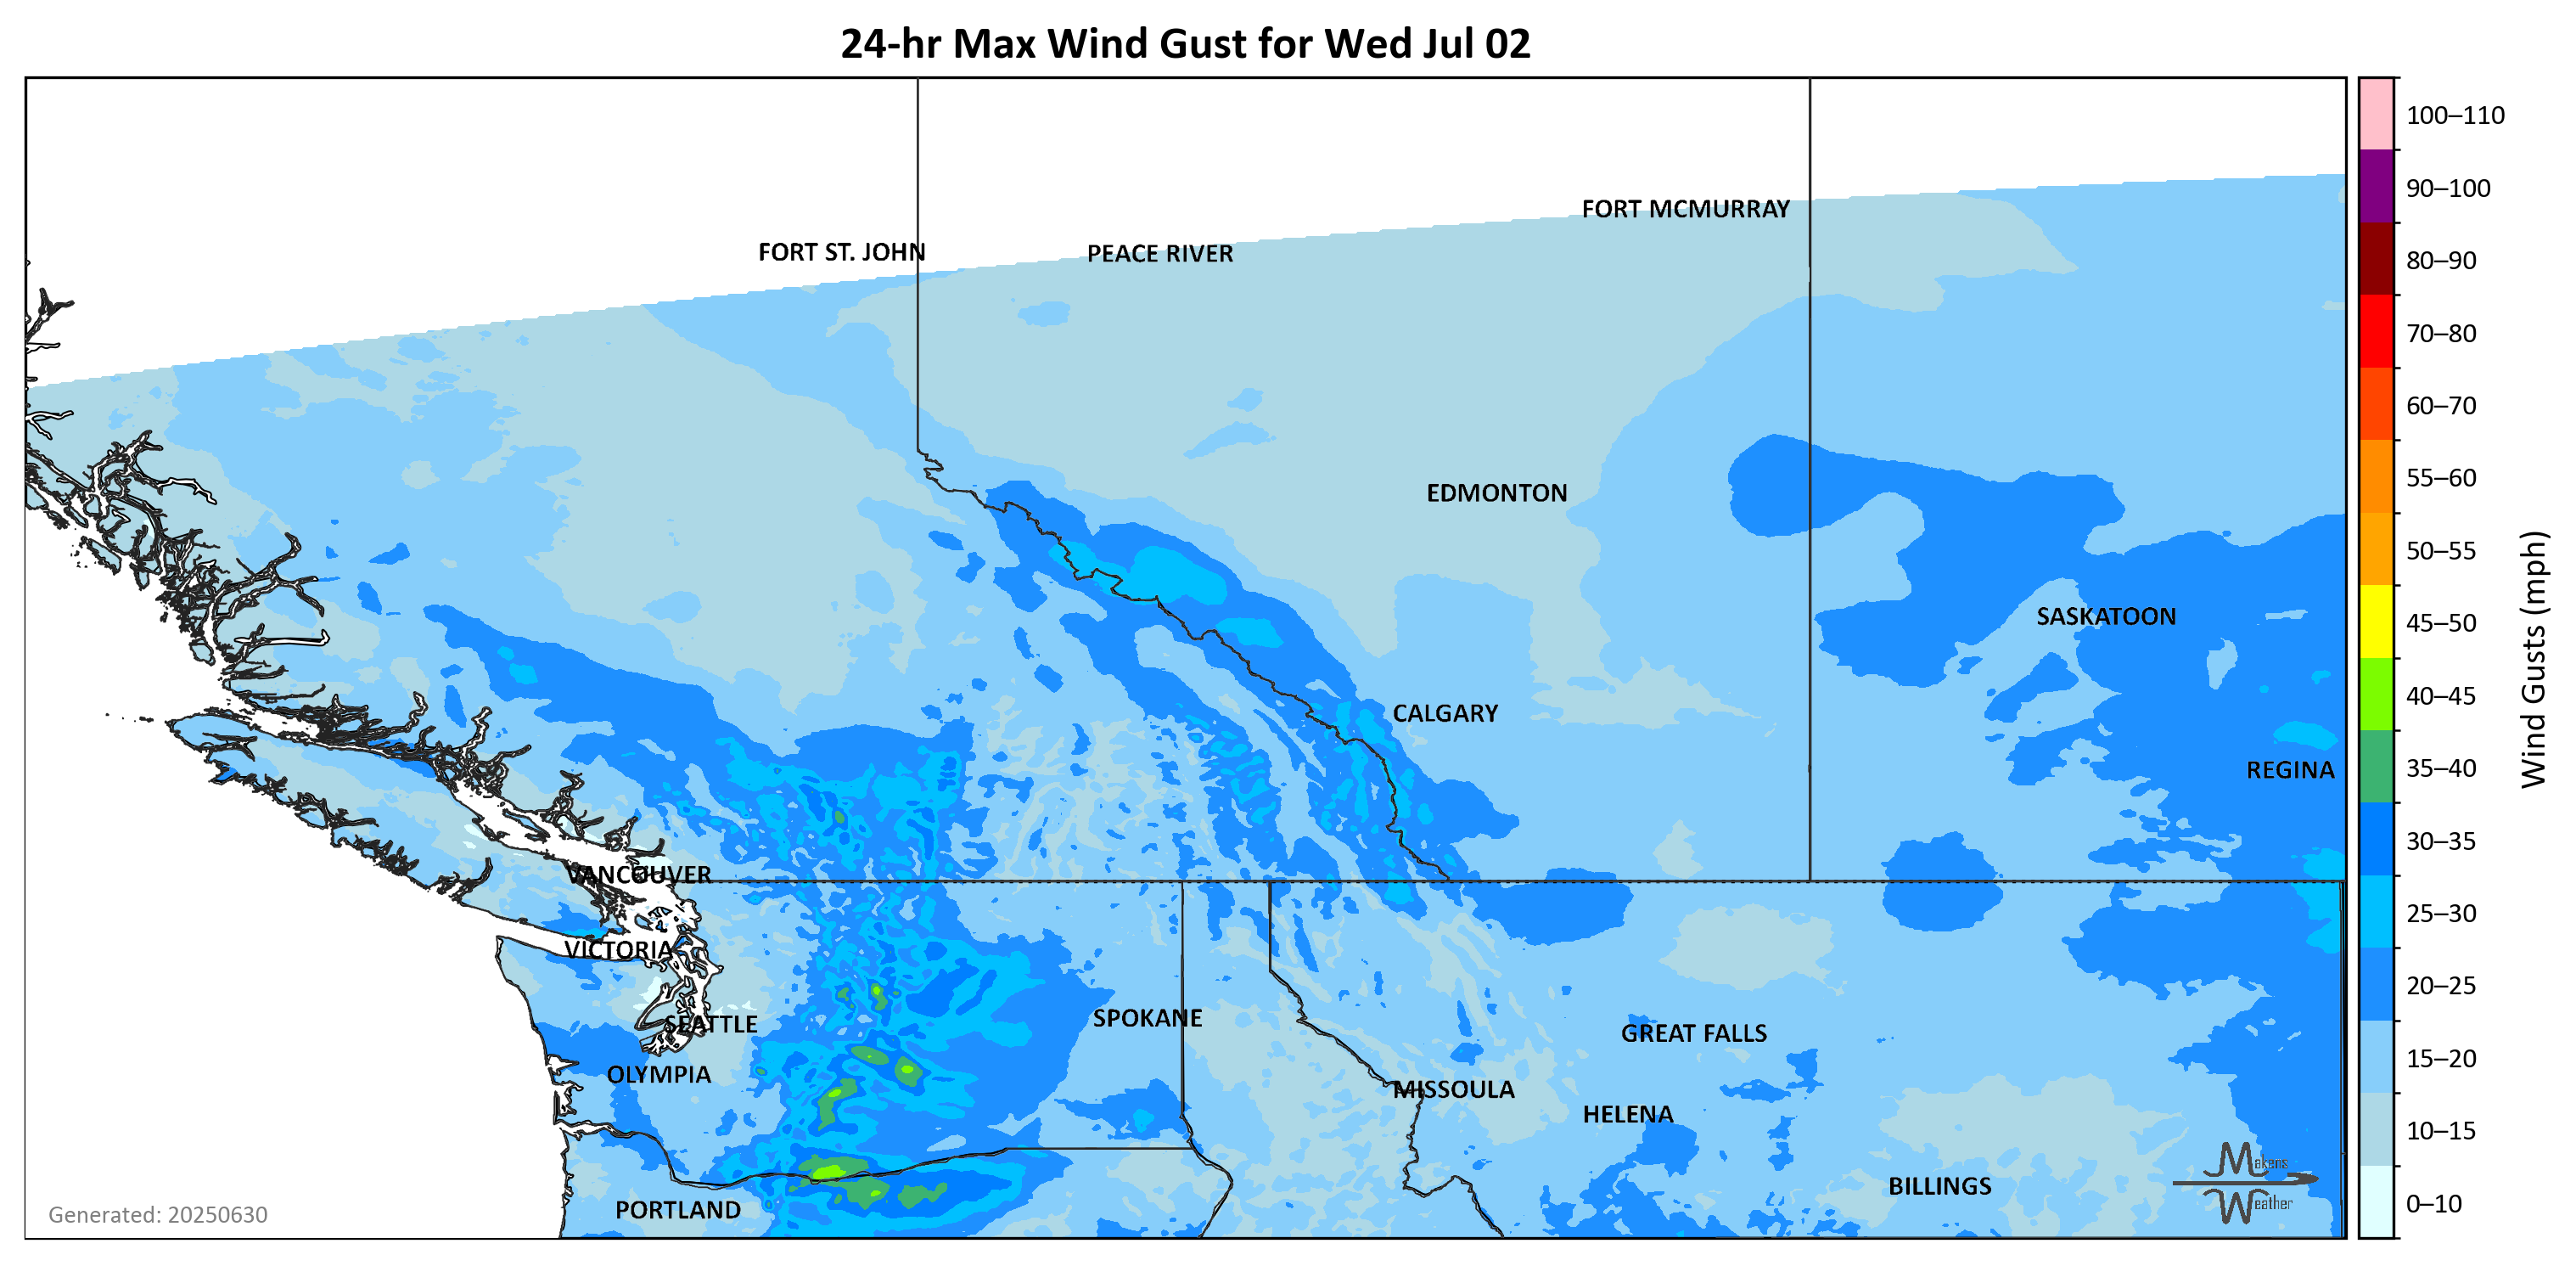 24-hr Max Wind Gust for Wed Jul 02
100–110
90–100
80–90
70–80
60–70
55–60
50–55
45–50
40–45
35–40
30–35
25–30
20–25
15–20
10–15
0–10
Wind Gusts (mph)
FORT MCMURRAY
FORT ST. JOHN
PEACE RIVER
EDMONTON
SASKATOON
CALGARY
REGINA
VANCOUVER
VICTORIA
SPOKANE
SEATTLE
GREAT FALLS
OLYMPIA
MISSOULA
HELENA
BILLINGS
PORTLAND
Makens
Weather
Generated: 20250630